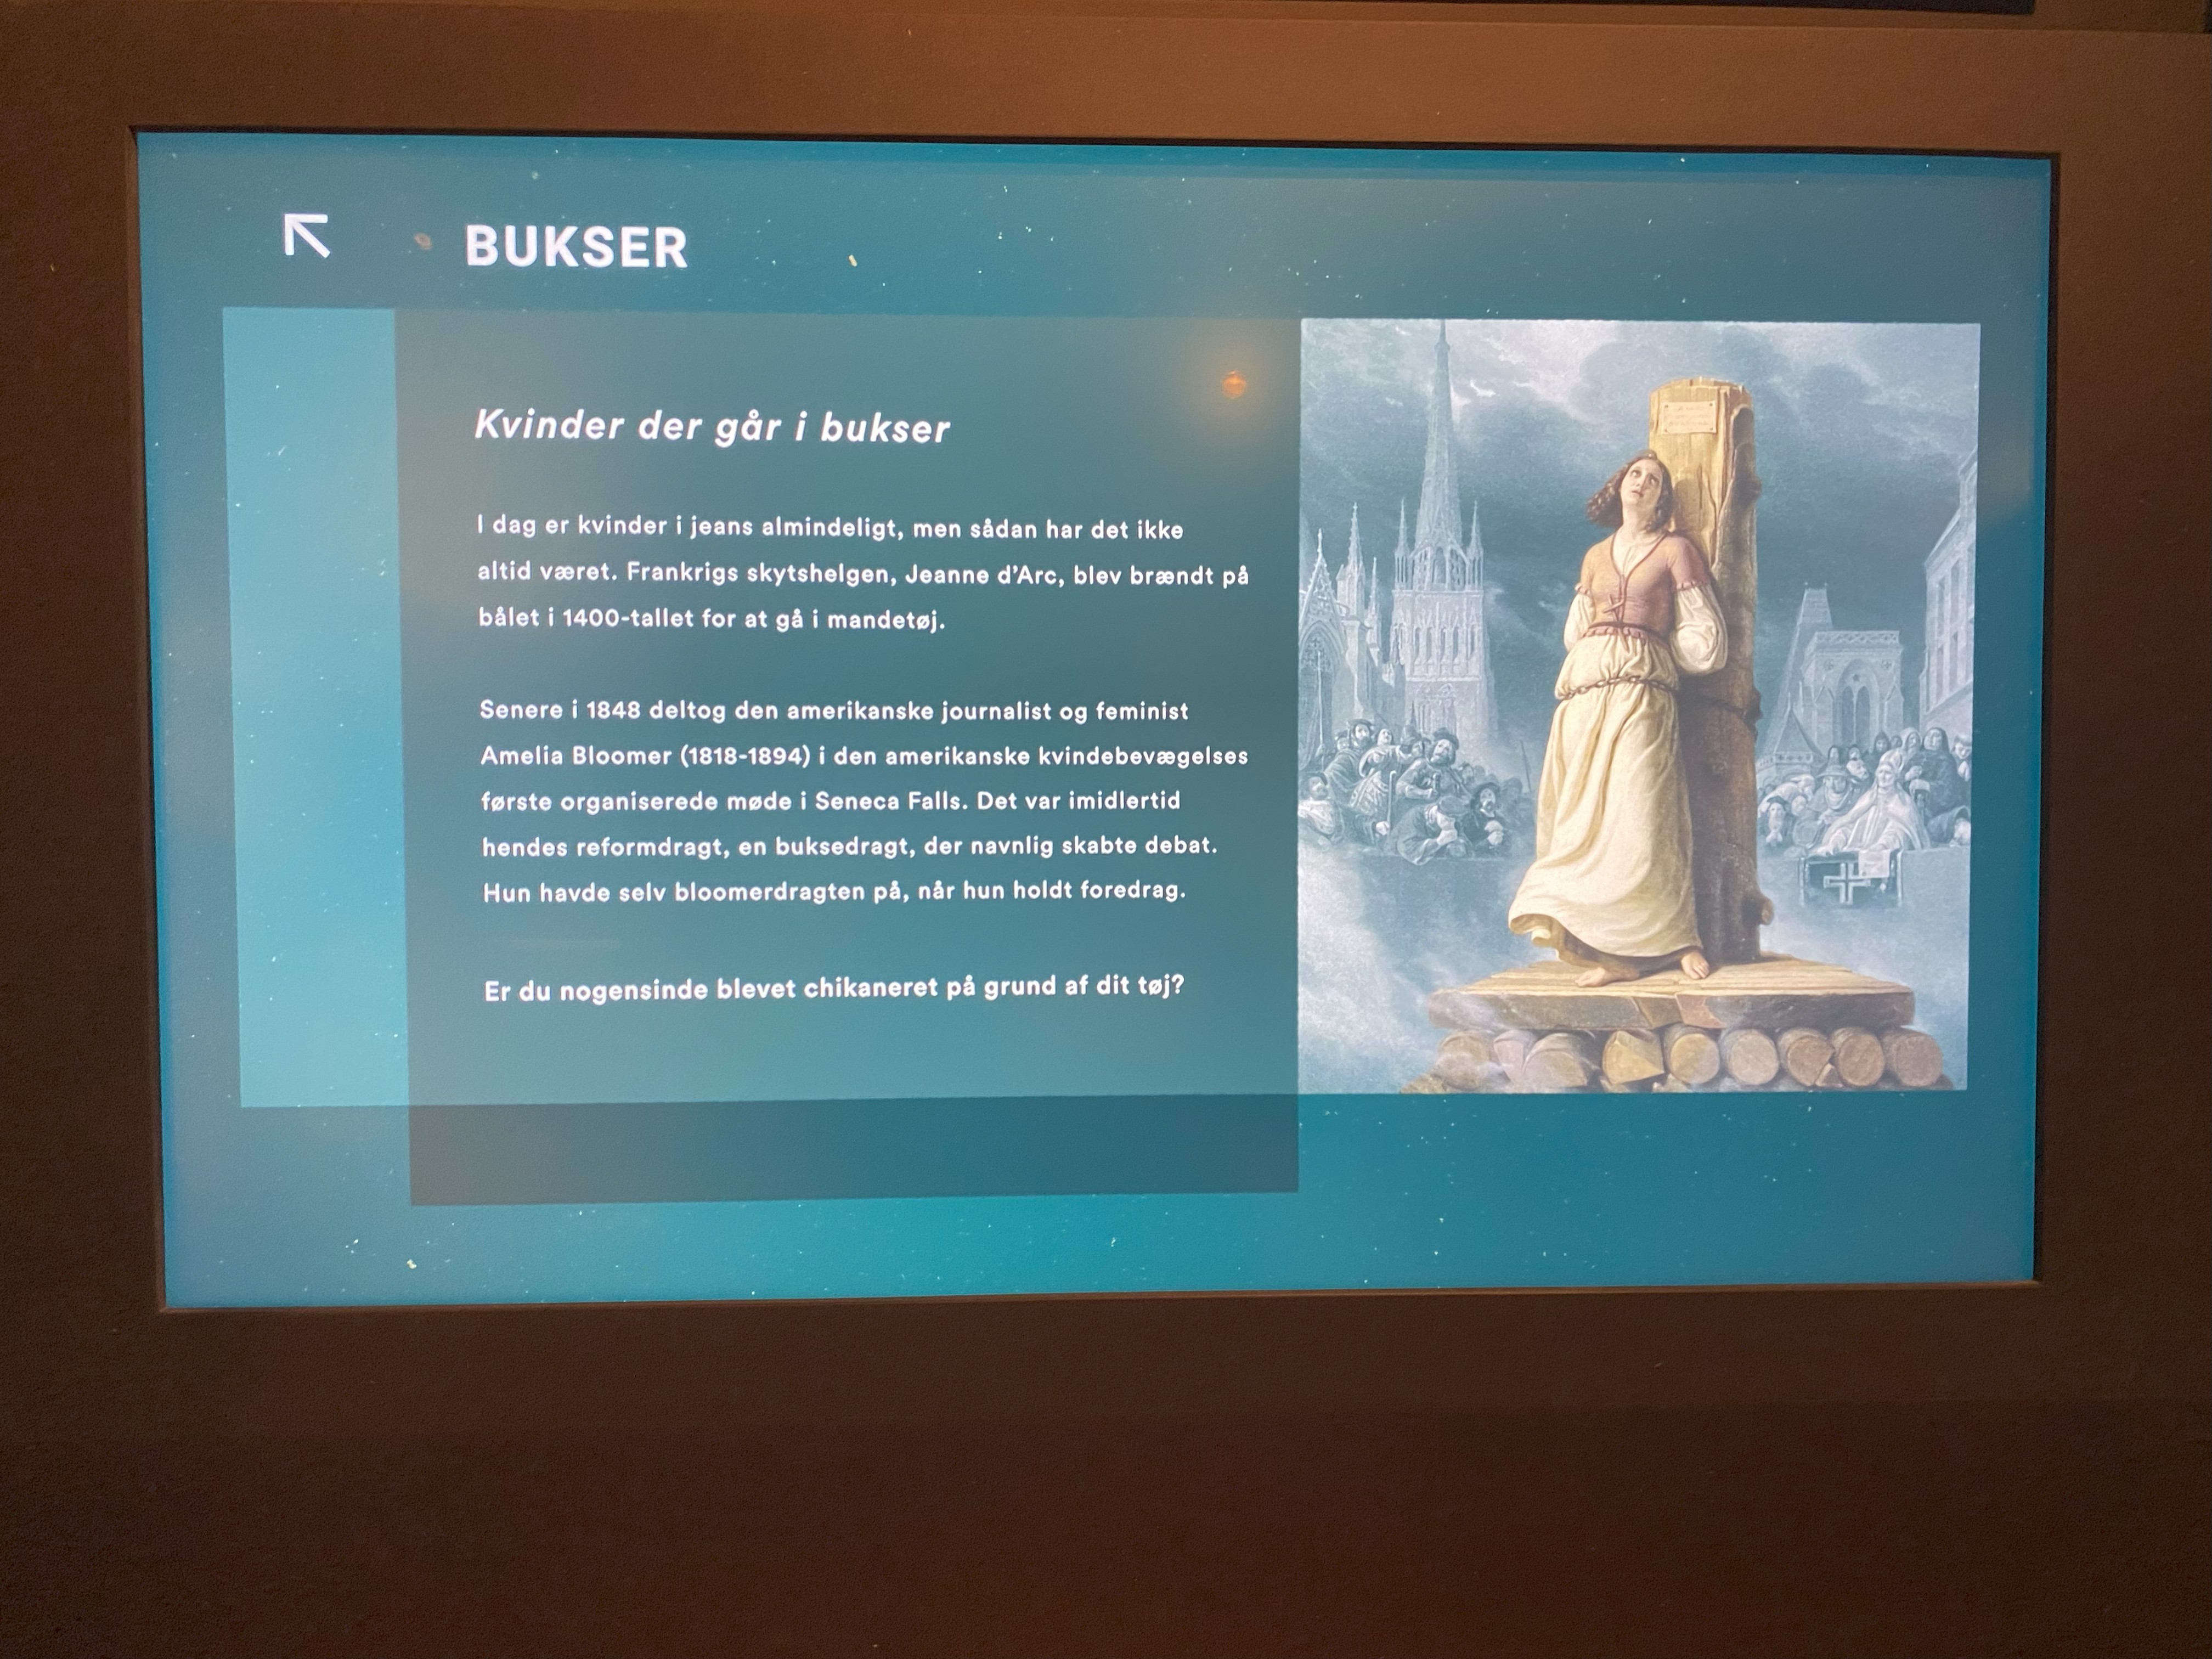 BUKSER
Kvinder der går i bukser
I dag er kvinder i jeans almindeligt, men sådan har det ikke
altid været. Frankrigs skytshelgen, Jeanne d’Arc, blev brændt på
bålet i 1400-tallet for at gå i mandetøj.
Senere i 1848 deltog den amerikanske journalist og feminist
Amelia Bloomer (1818-1894) i den amerikanske kvindebevægelses
første organiserede møde i Seneca Falls. Det var imidlertid
hendes reformdragt, en buksedragt, der navnlig skabte debat.
Hun havde selv bloomerdragten på, når hun holdt foredrag.
Er du nogensinde blevet chikaneret på grund af dit tøj?